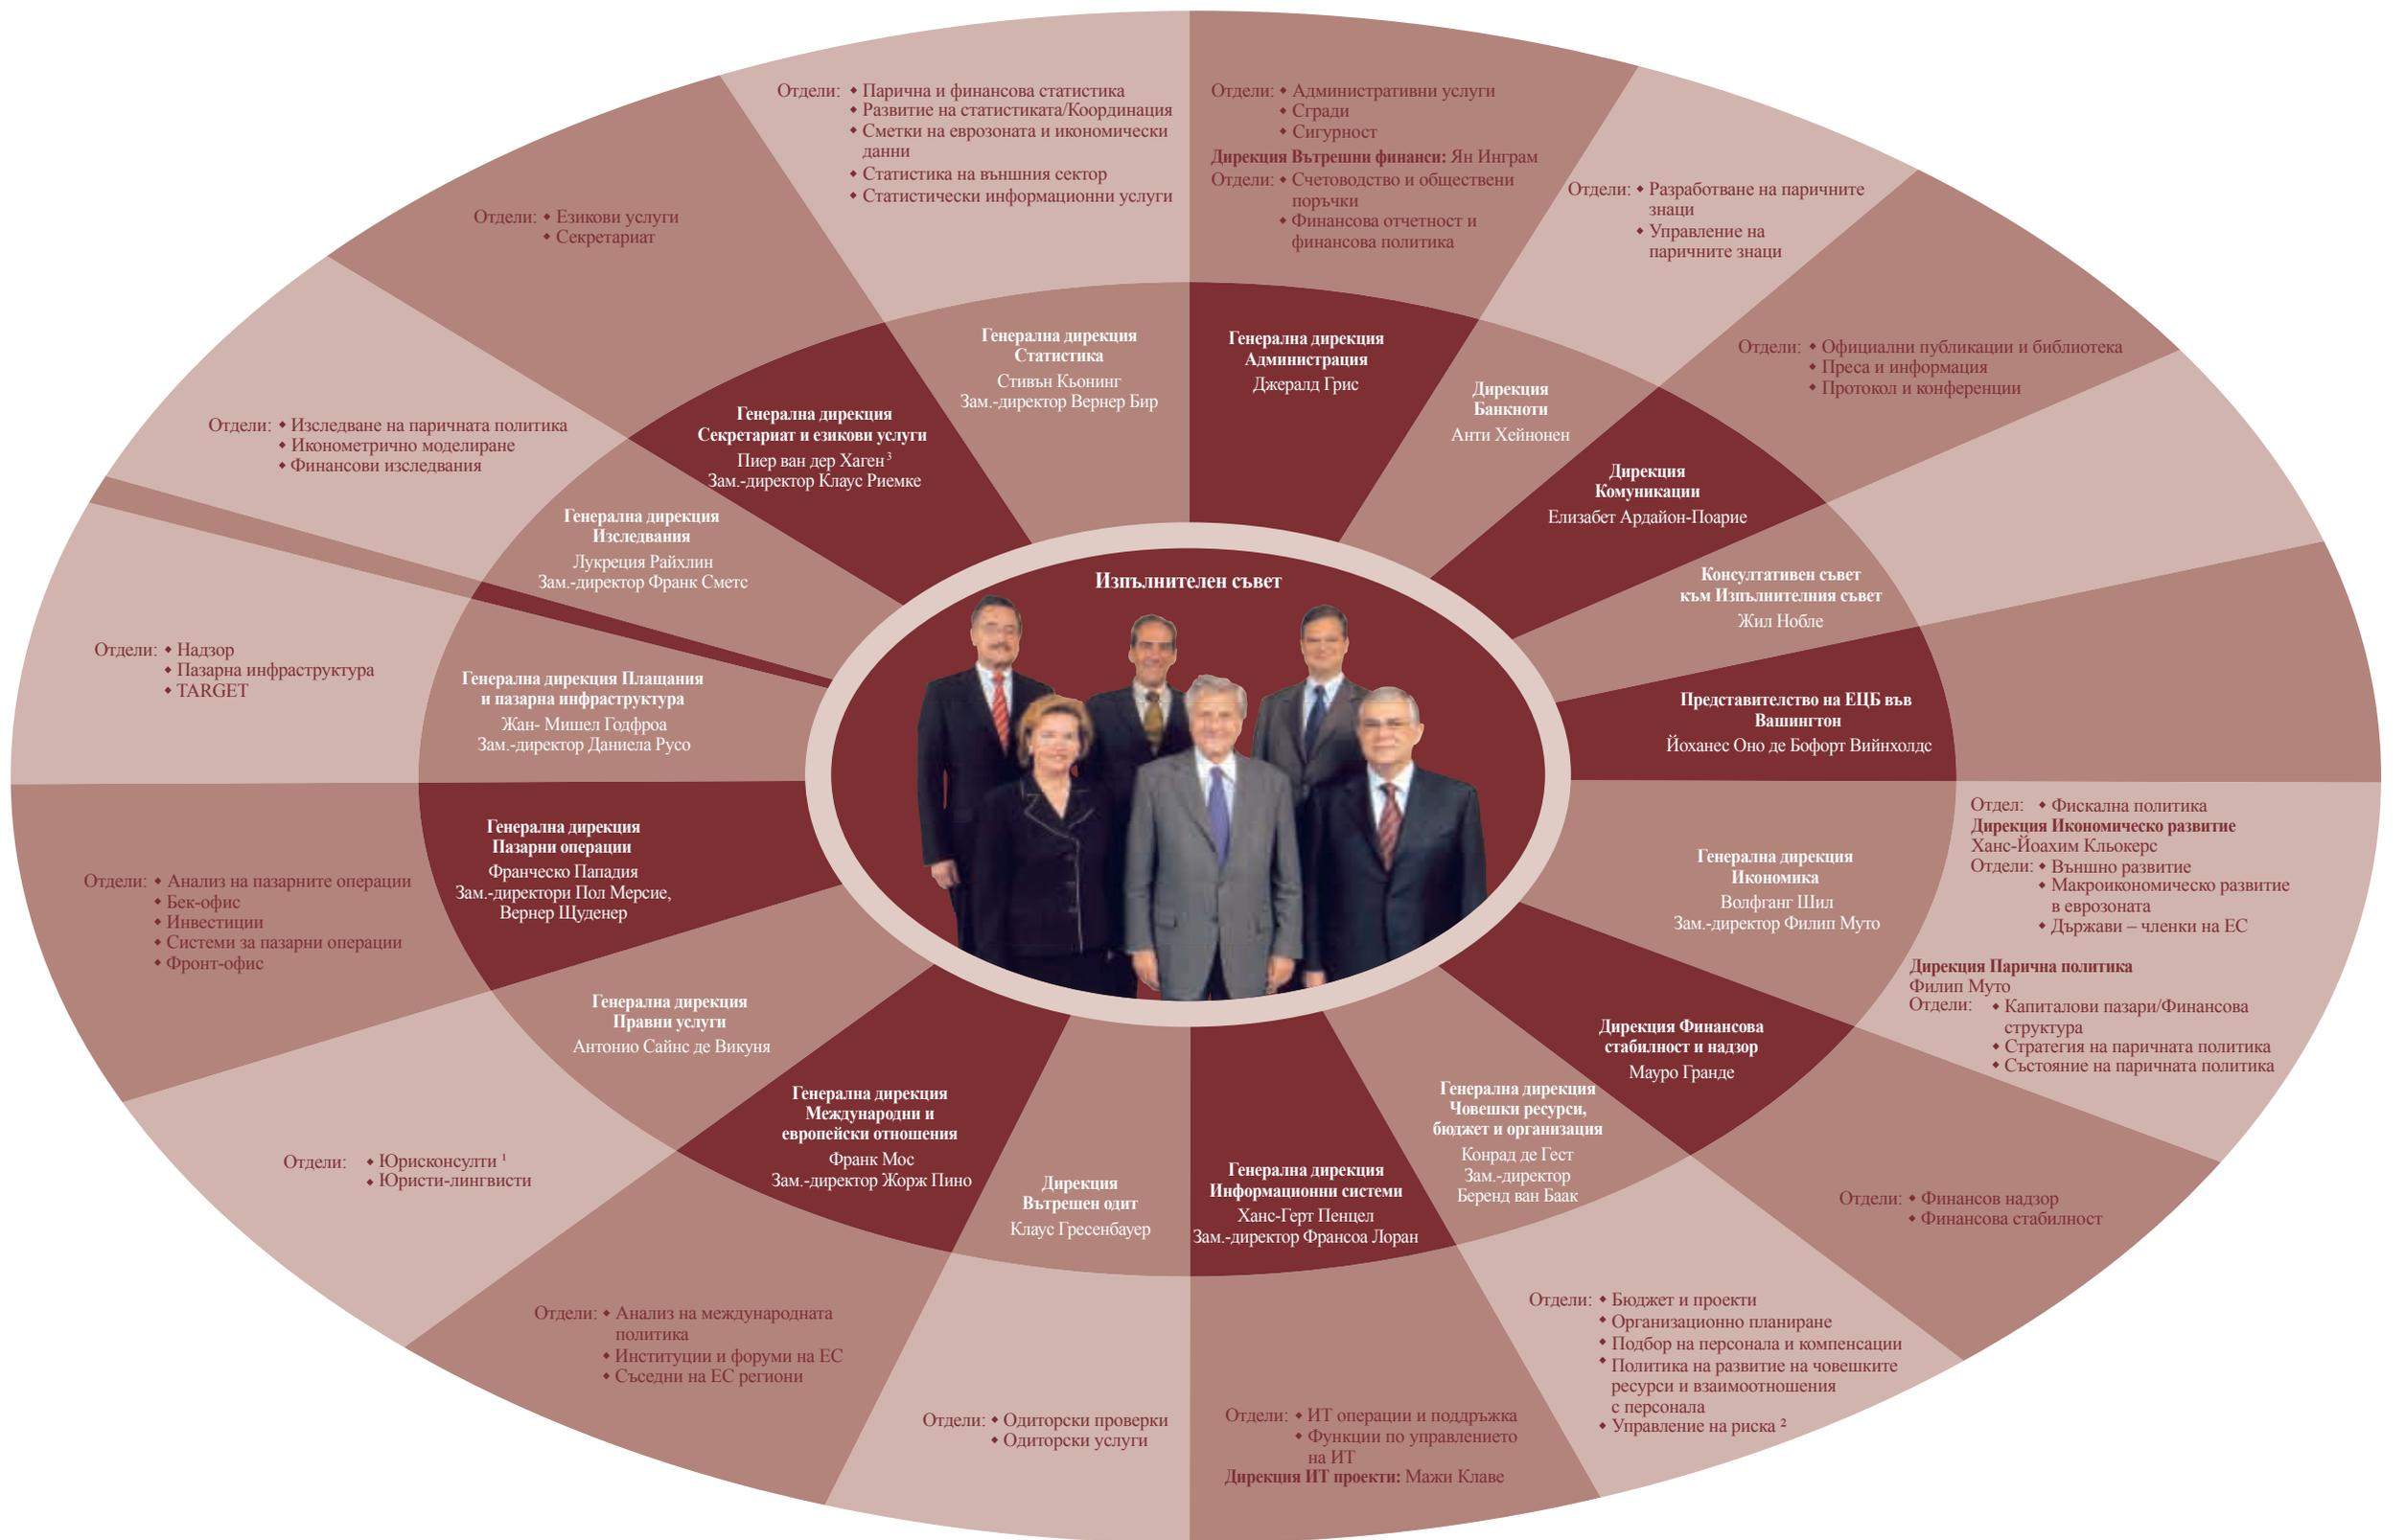 Изпълнителен съвет
Отдели: ♦ Административни услуги
♦ Сгради
♦ Сигурност
Дирекция Вътрешни финанси: Ян Инграм
Отдели: ♦ Счетоводство и обществени
поръчки
♦ Финансова отчетност и
финансова политика
Генерална дирекция
Администрация
Джералд Грис
Отдели: ♦ Разработване на паричните
знаци
♦ Управление на
паричните знаци
Дирекция
Банкноти
Анти Хейнонен
Отдели: ♦ Официални публикации и библиотека
♦ Преса и информация
♦ Протокол и конференции
Дирекция
Комуникации
Елизабет Ардайон-Поарие
Консултативен съвет
към Изпълнителния съвет
Жил Нобле
Представителство на ЕЦБ във
Вашингтон
Йоханес Оно де Бофорт Вийнхолдс
Генерална дирекция
Икономика
Волфганг Шил
Зам.-директор Филип Муто
Отдел: ♦ Фискална политика
Дирекция Икономическо развитие
Ханс-Йоахим Кльокерс
Отдели: ♦ Външно развитие
♦ Макроикономическо развитие
в еврозоната
♦ Държави – членки на ЕС
Дирекция Парична политика
Филип Муто
Отдели: ♦ Капиталови пазари/Финансова
структура
♦ Стратегия на паричната политика
♦ Състояние на паричната политика
Дирекция Финансова
стабилност и надзор
Мауро Гранде
Отдели: ♦ Финансов надзор
♦ Финансова стабилност
Генерална дирекция
Човешки ресурси,
бюджет и организация
Конрад де Гест
Зам.-директор
Беренд ван Баак
Отдели: ♦ Бюджет и проекти
♦ Организационно планиране
♦ Подбор на персонала и компенсации
♦ Политика на развитие на човешките
ресурси и взаимоотношения
с персонала
♦ Управление на риска ²
Генерална дирекция
Информационни системи
Ханс-Герт Пенцел
Зам.-директор Франсоа Лоран
Отдели: ♦ ИТ операции и поддръжка
♦ Функции по управлението
на ИТ
Дирекция ИТ проекти: Мажи Клаве
Дирекция
Вътрешен одит
Клаус Гресенбауер
Отдели: ♦ Одиторски проверки
♦ Одиторски услуги
Генерална дирекция
Международни и
европейски отношения
Франк Мос
Зам.-директор Жорж Пино
Отдели: ♦ Анализ на международната
политика
♦ Институции и форуми на ЕС
♦ Съседни на ЕС региони
Генерална дирекция
Правни услуги
Антонио Сайнс де Викуня
Отдели: ♦ Юрисконсулти ¹
♦ Юристи-лингвисти
Генерална дирекция
Пазарни операции
Франческо Пападия
Зам.-директори Пол Мерсие,
Вернер Щуденер
Отдели: ♦ Анализ на пазарните операции
♦ Бек-офис
♦ Инвестиции
♦ Системи за пазарни операции
♦ Фронт-офис
Генерална дирекция Плащания
и пазарна инфраструктура
Жан- Мишел Годфроа
Зам.-директор Даниела Русо
Отдели: ♦ Надзор
♦ Пазарна инфраструктура
♦ TARGET
Генерална дирекция
Изследвания
Лукреция Райхлин
Зам.-директор Франк Сметс
Отдели: ♦ Изследване на паричната политика
♦ Иконометрично моделиране
♦ Финансови изследвания
Генерална дирекция
Секретариат и езикови услуги
Пиер ван дер Хаген ³
Зам.-директор Клаус Риемке
Отдели: ♦ Езикови услуги
♦ Секретариат
Генерална дирекция
Статистика
Стивън Кьонинг
Зам.-директор Вернер Бир
Отдели: ♦ Парична и финансова статистика
♦ Развитие на статистиката/Координация
♦ Сметки на еврозоната и икономически
данни
♦ Статистика на външния сектор
♦ Статистически информационни услуги